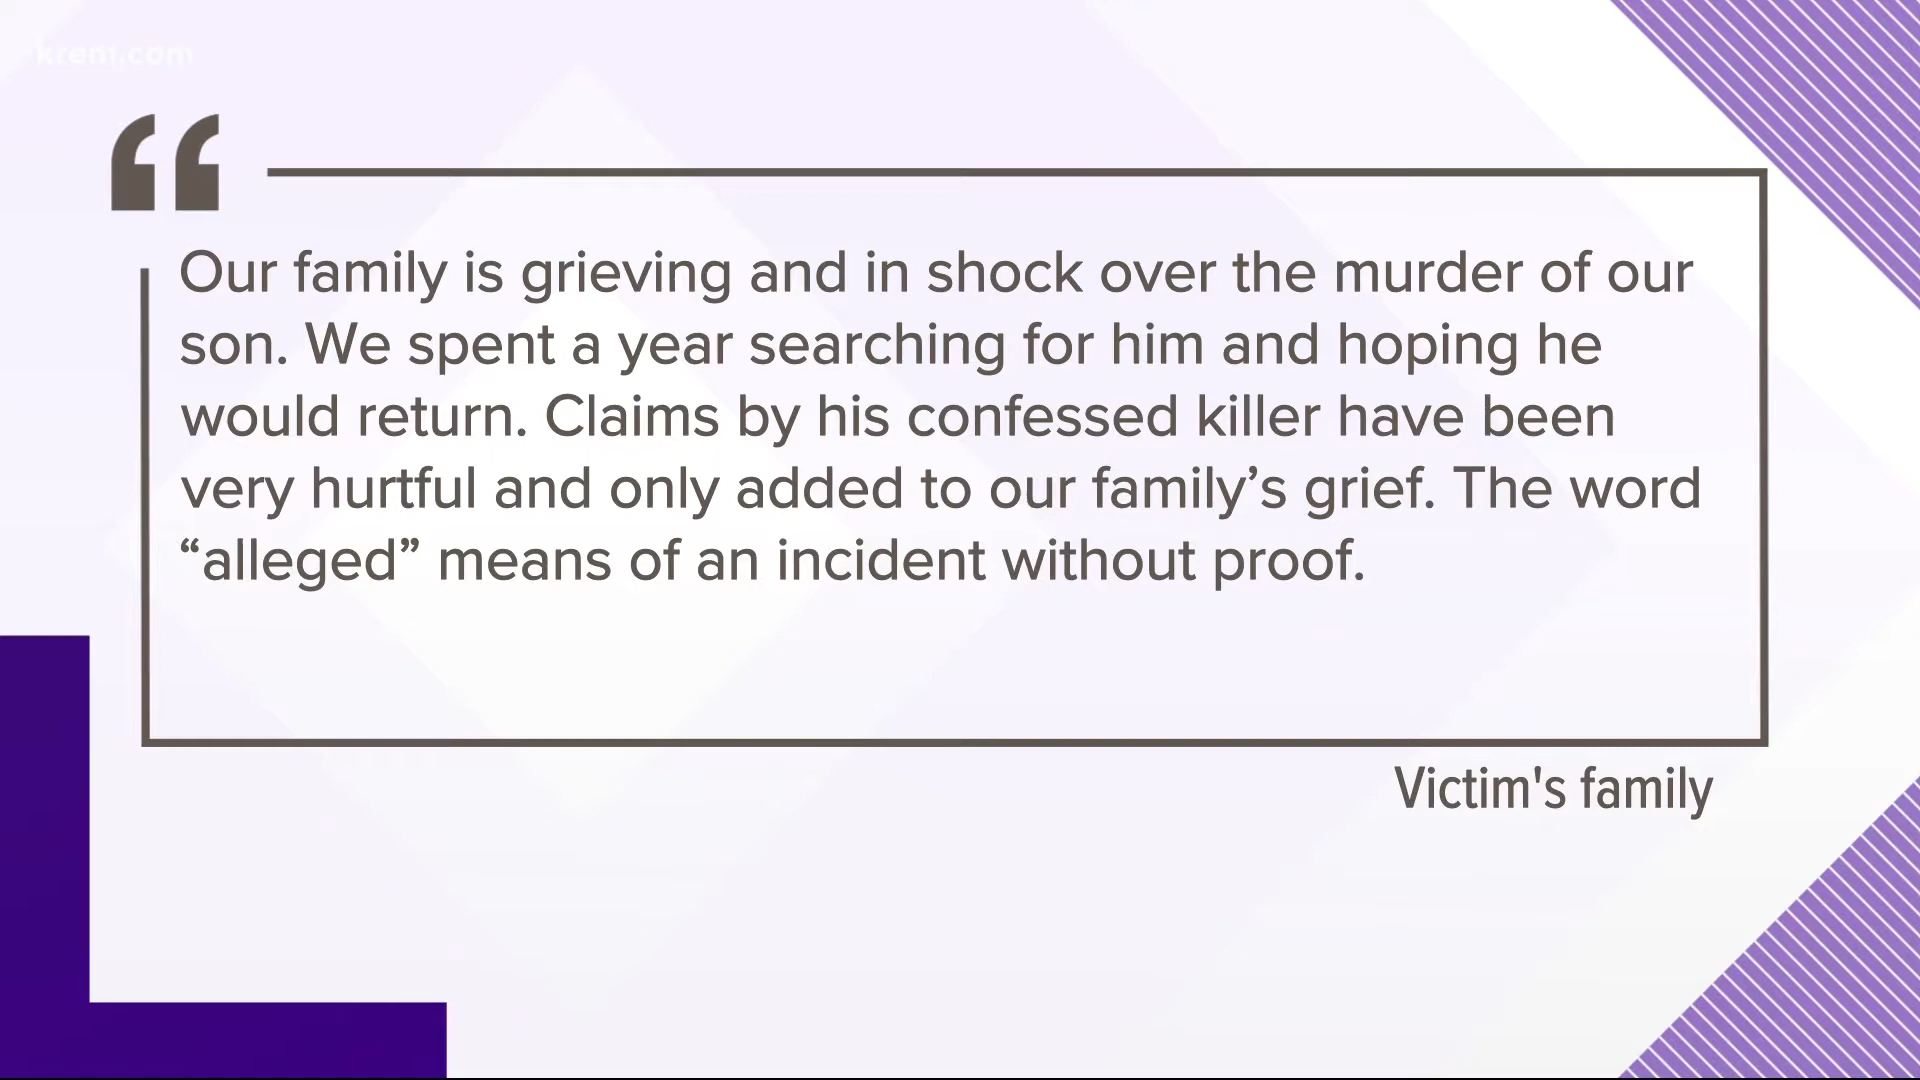 krem.com
“
Our family is grieving and in shock over the murder of our
son. We spent a year searching for him and hoping he
would return. Claims by his confessed killer have been
very hurtful and only added to our family’s grief. The word
“alleged” means of an incident without proof.
Victim's family